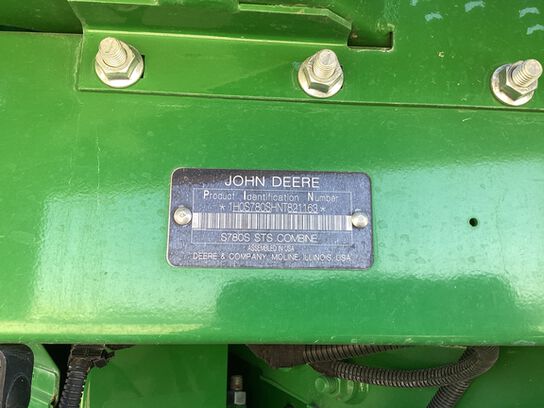 JOHN DEERE
Product Identification Number
*1H0S780SHNT821163*
S780S STS COMBINE
ASSEMBLED IN USA
DEERE & COMPANY, MOLINE, ILLINOIS, USA